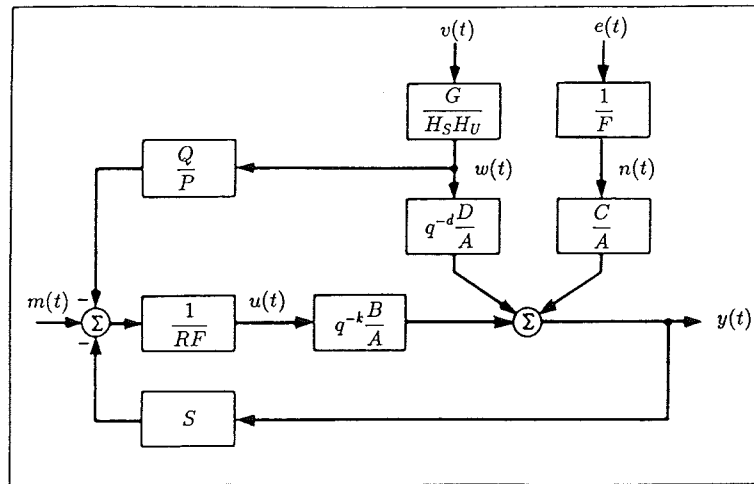 v(t) e(t)
G / H_S H_U
1 / F
Q / P
w(t) n(t)
q^{-d} D / A
C / A
−
m(t) Σ 1 / RF u(t) q^{-k} B / A Σ y(t)
−
S